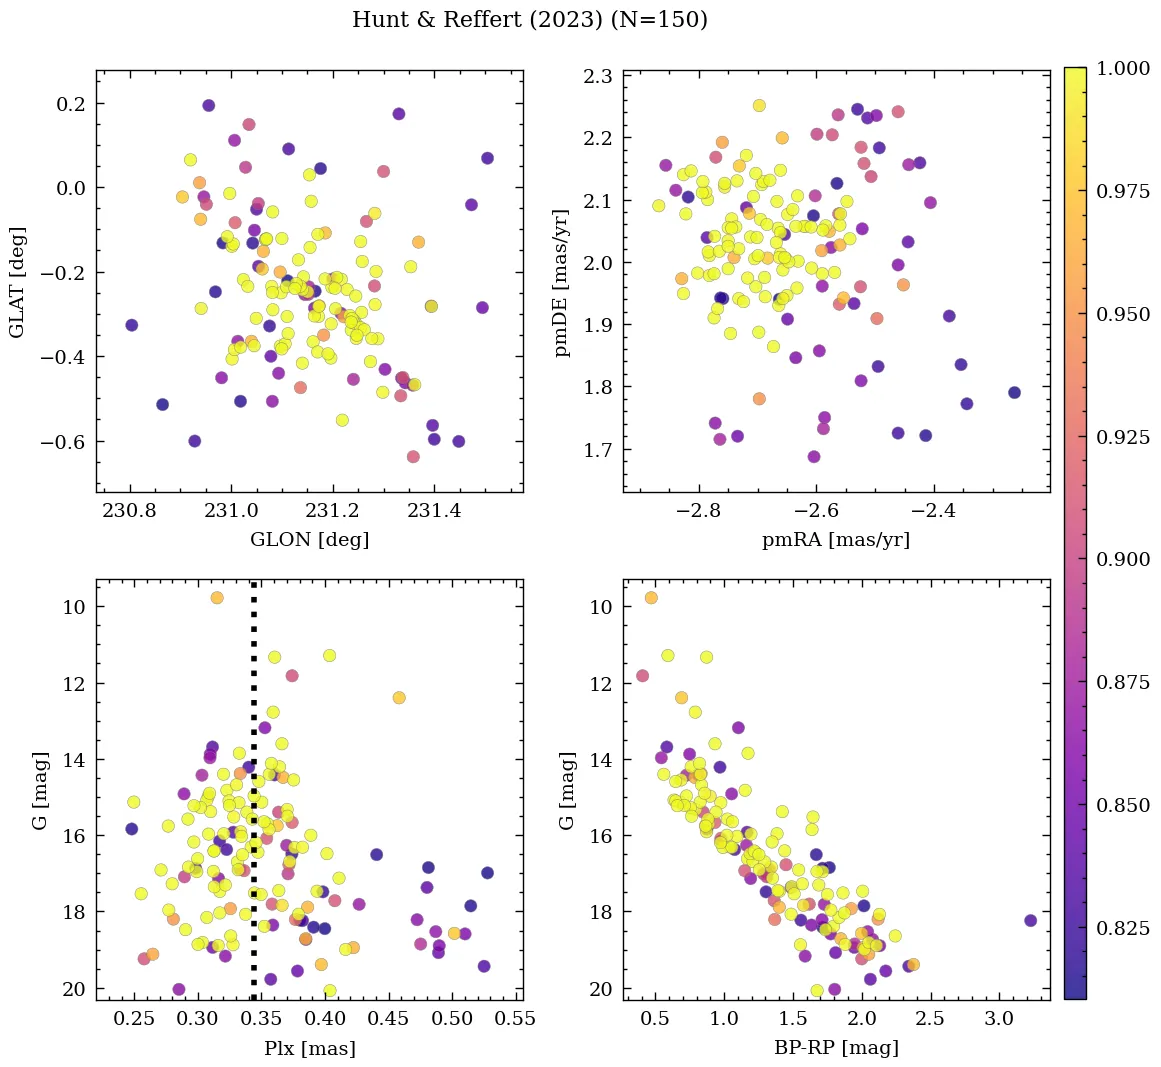 Hunt & Reffert (2023) (N=150)
0.2
0.0
−0.2
−0.4
−0.6
GLAT [deg]
230.8 231.0 231.2 231.4
GLON [deg]
2.3
2.2
2.1
2.0
1.9
1.8
1.7
pmDE [mas/yr]
−2.8 −2.6 −2.4
pmRA [mas/yr]
10
12
14
16
18
20
G [mag]
0.25 0.30 0.35 0.40 0.45 0.50 0.55
Plx [mas]
10
12
14
16
18
20
G [mag]
0.5 1.0 1.5 2.0 2.5 3.0
BP-RP [mag]
1.000
0.975
0.950
0.925
0.900
0.875
0.850
0.825